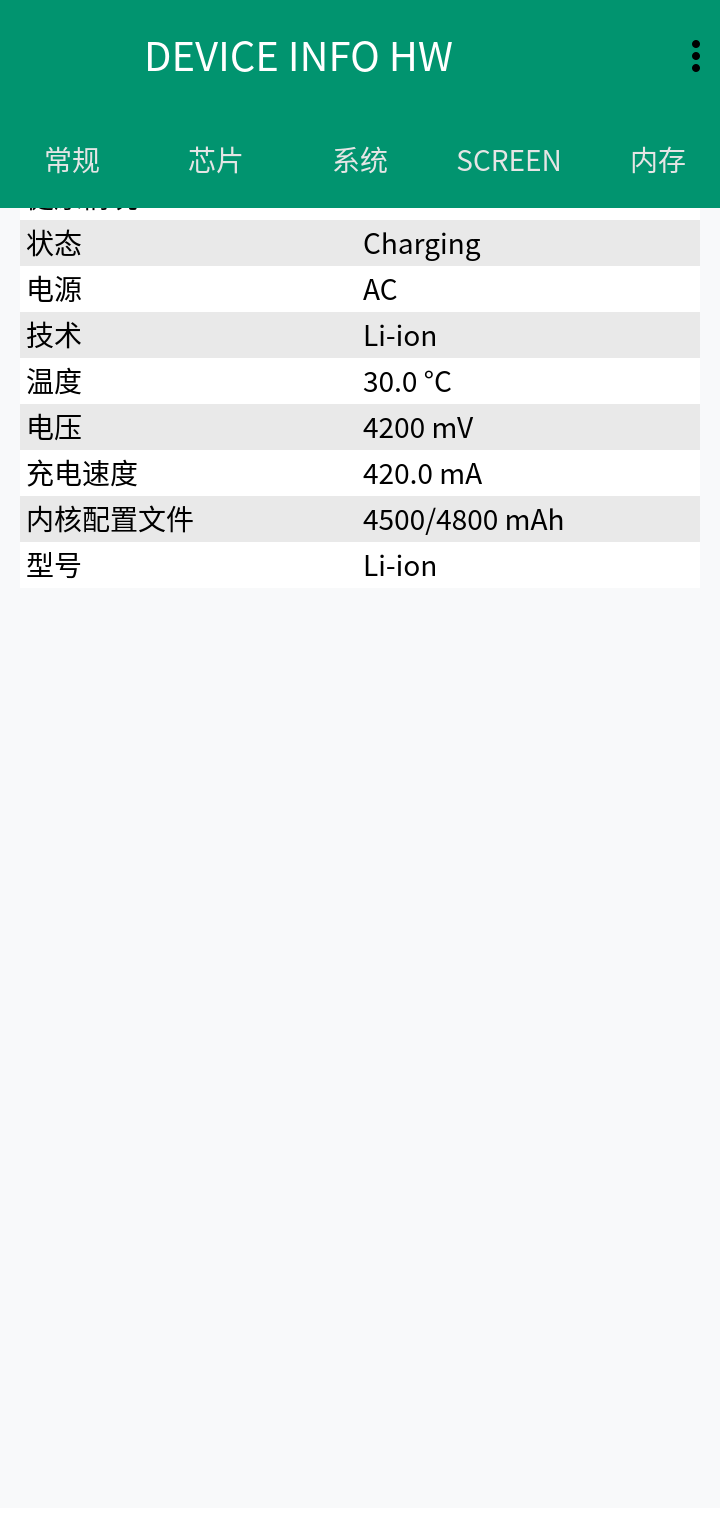 DEVICE INFO HW
常规 芯片 系统 SCREEN 内存
状态 Charging
电源 AC
技术 Li-ion
温度 30.0 °C
电压 4200 mV
充电速度 420.0 mA
内核配置文件 4500/4800 mAh
型号 Li-ion